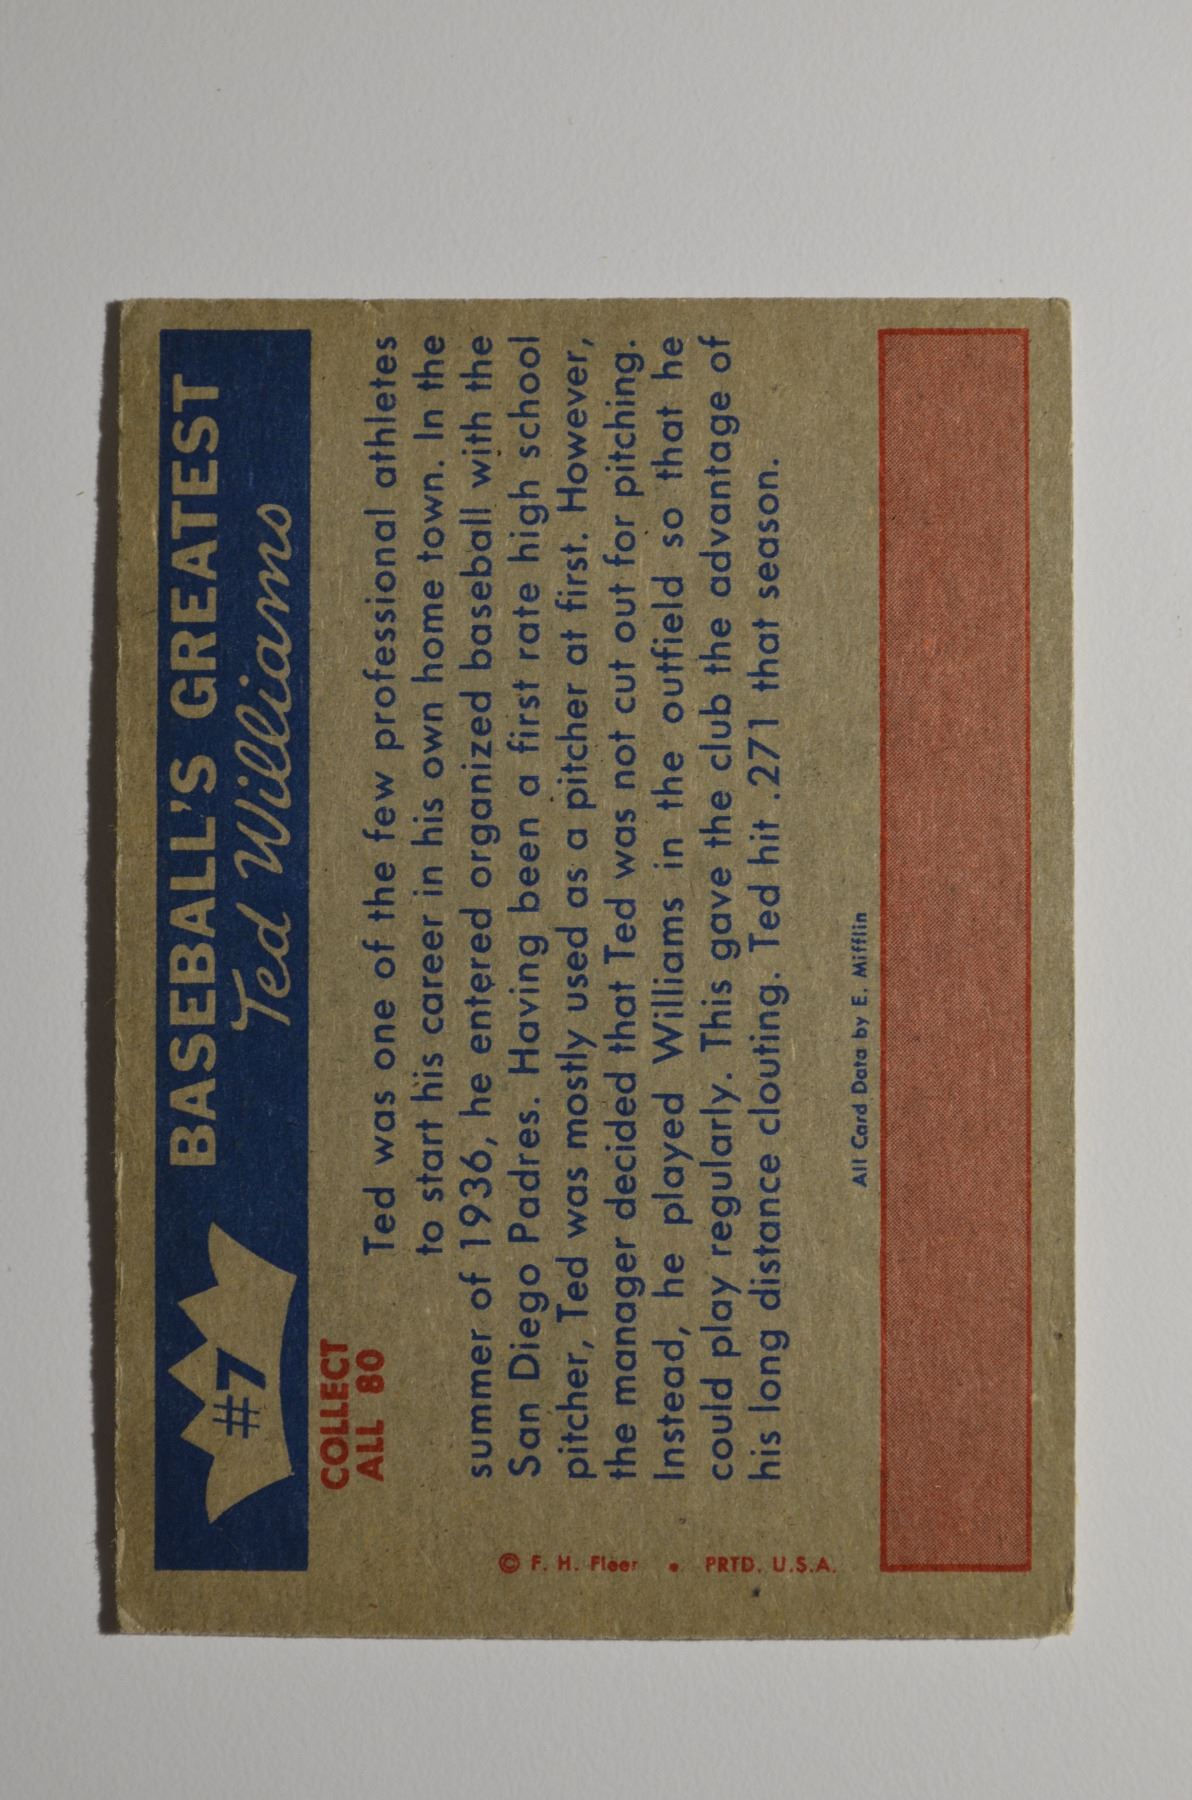 BASEBALL'S GREATEST
#7
Ted Williams
COLLECT
ALL 80
Ted was one of the few professional athletes
to start his career in his own home town. In the
summer of 1936, he entered organized baseball with the
San Diego Padres. Having been a first rate high school
pitcher, Ted was mostly used as a pitcher at first. However,
the manager decided that Ted was not cut out for pitching.
Instead, he played Williams in the outfield so that he
could play regularly. This gave the club the advantage of
his long distance clouting. Ted hit .271 that season.
All Card Data by E. Mifflin
© F. H. Fleer • PRTD. U.S.A.